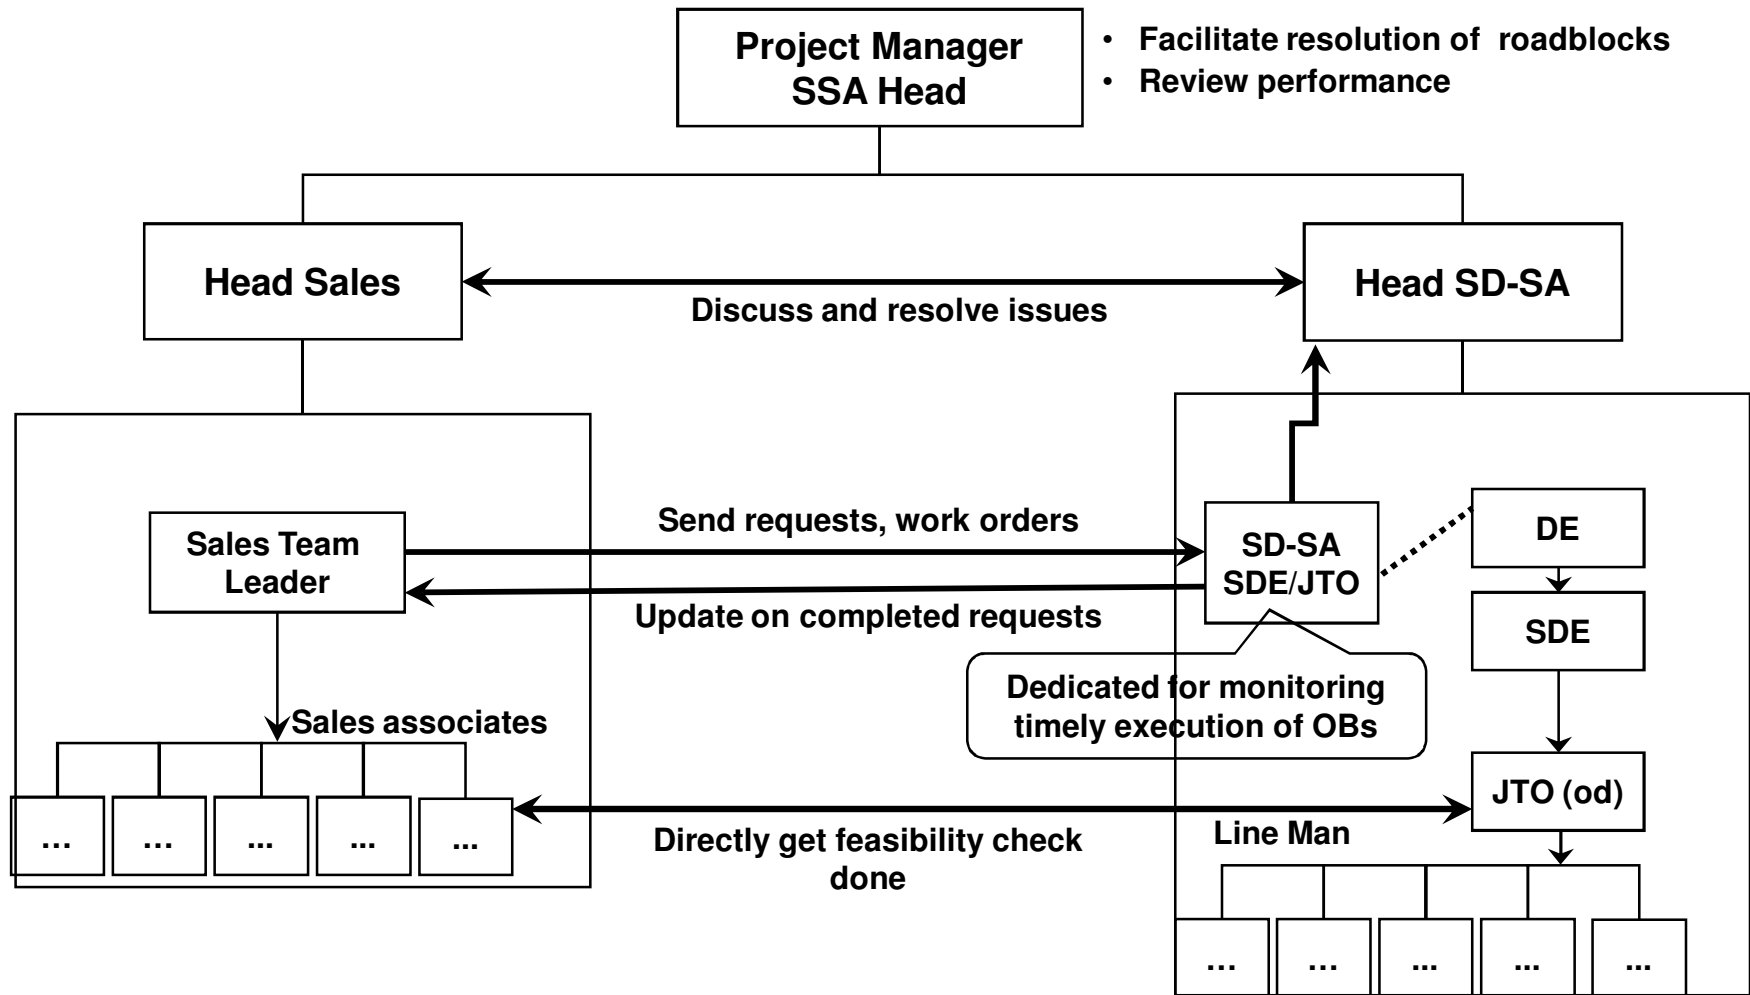 Project Manager
SSA Head
• Facilitate resolution of roadblocks
• Review performance
Head Sales
Head SD-SA
Discuss and resolve issues
Send requests, work orders
Sales Team
Leader
SD-SA
SDE/JTO
DE
Update on completed requests
SDE
Dedicated for monitoring
timely execution of OBs
Sales associates
JTO (od)
... ... ... ... ...
Directly get feasibility check
done
Line Man
... ... ... ... ...